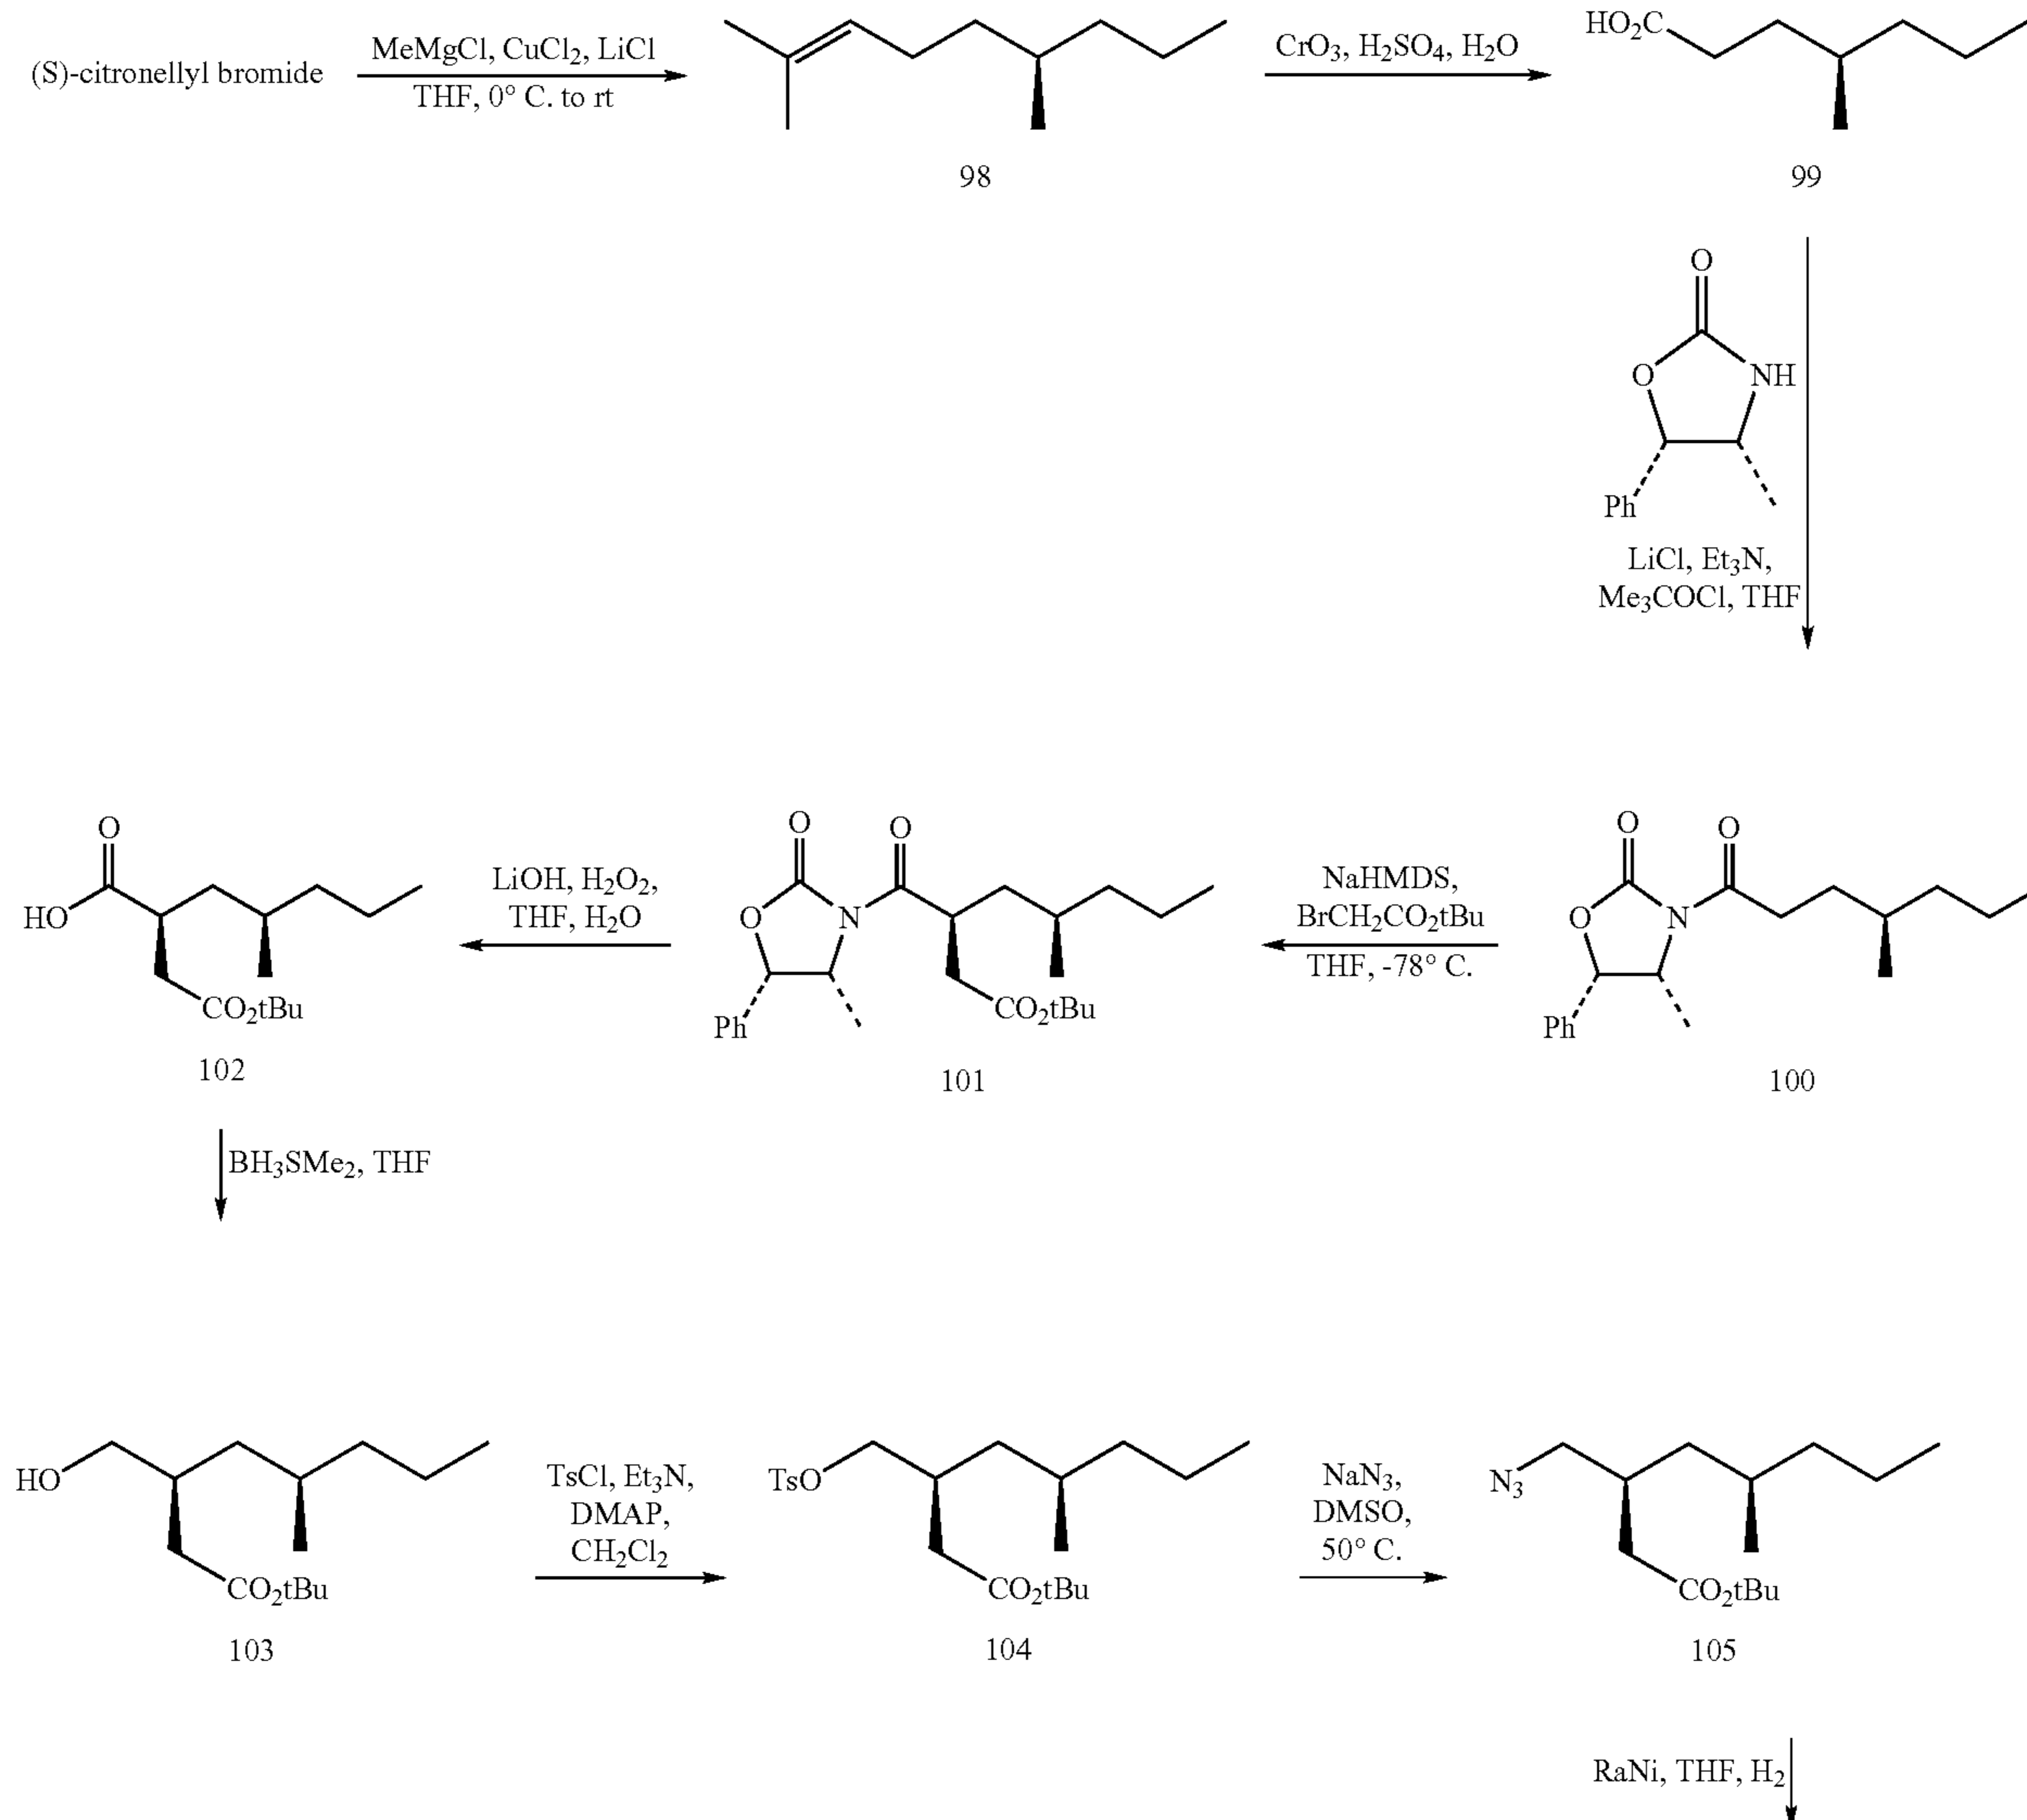 (S)-citronellyl bromide
MeMgCl, CuCl₂, LiCl
THF, 0° C. to rt
98
CrO₃, H₂SO₄, H₂O
HO₂C
99
O
O
NH
Ph
LiCl, Et₃N,
Me₃COCl, THF
O
HO
CO₂tBu
102
LiOH, H₂O₂,
THF, H₂O
O
O
O
N
Ph
CO₂tBu
101
NaHMDS,
BrCH₂CO₂tBu
THF, -78° C.
O
O
O
N
Ph
100
BH₃SMe₂, THF
HO
CO₂tBu
103
TsCl, Et₃N,
DMAP,
CH₂Cl₂
TsO
CO₂tBu
104
NaN₃,
DMSO,
50° C.
N₃
CO₂tBu
105
RaNi, THF, H₂